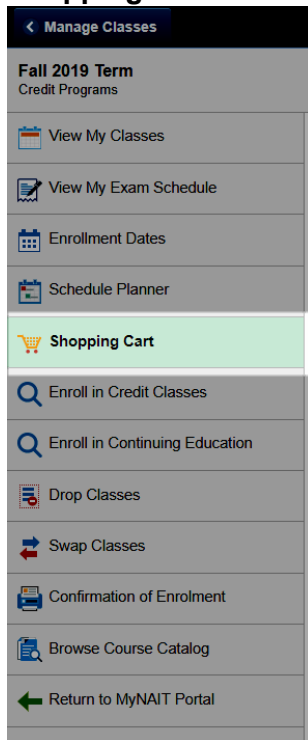 Manage Classes
Fall 2019 Term
Credit Programs
View My Classes
View My Exam Schedule
Enrollment Dates
Schedule Planner
Shopping Cart
Enroll in Credit Classes
Enroll in Continuing Education
Drop Classes
Swap Classes
Confirmation of Enrolment
Browse Course Catalog
Return to MyNAIT Portal